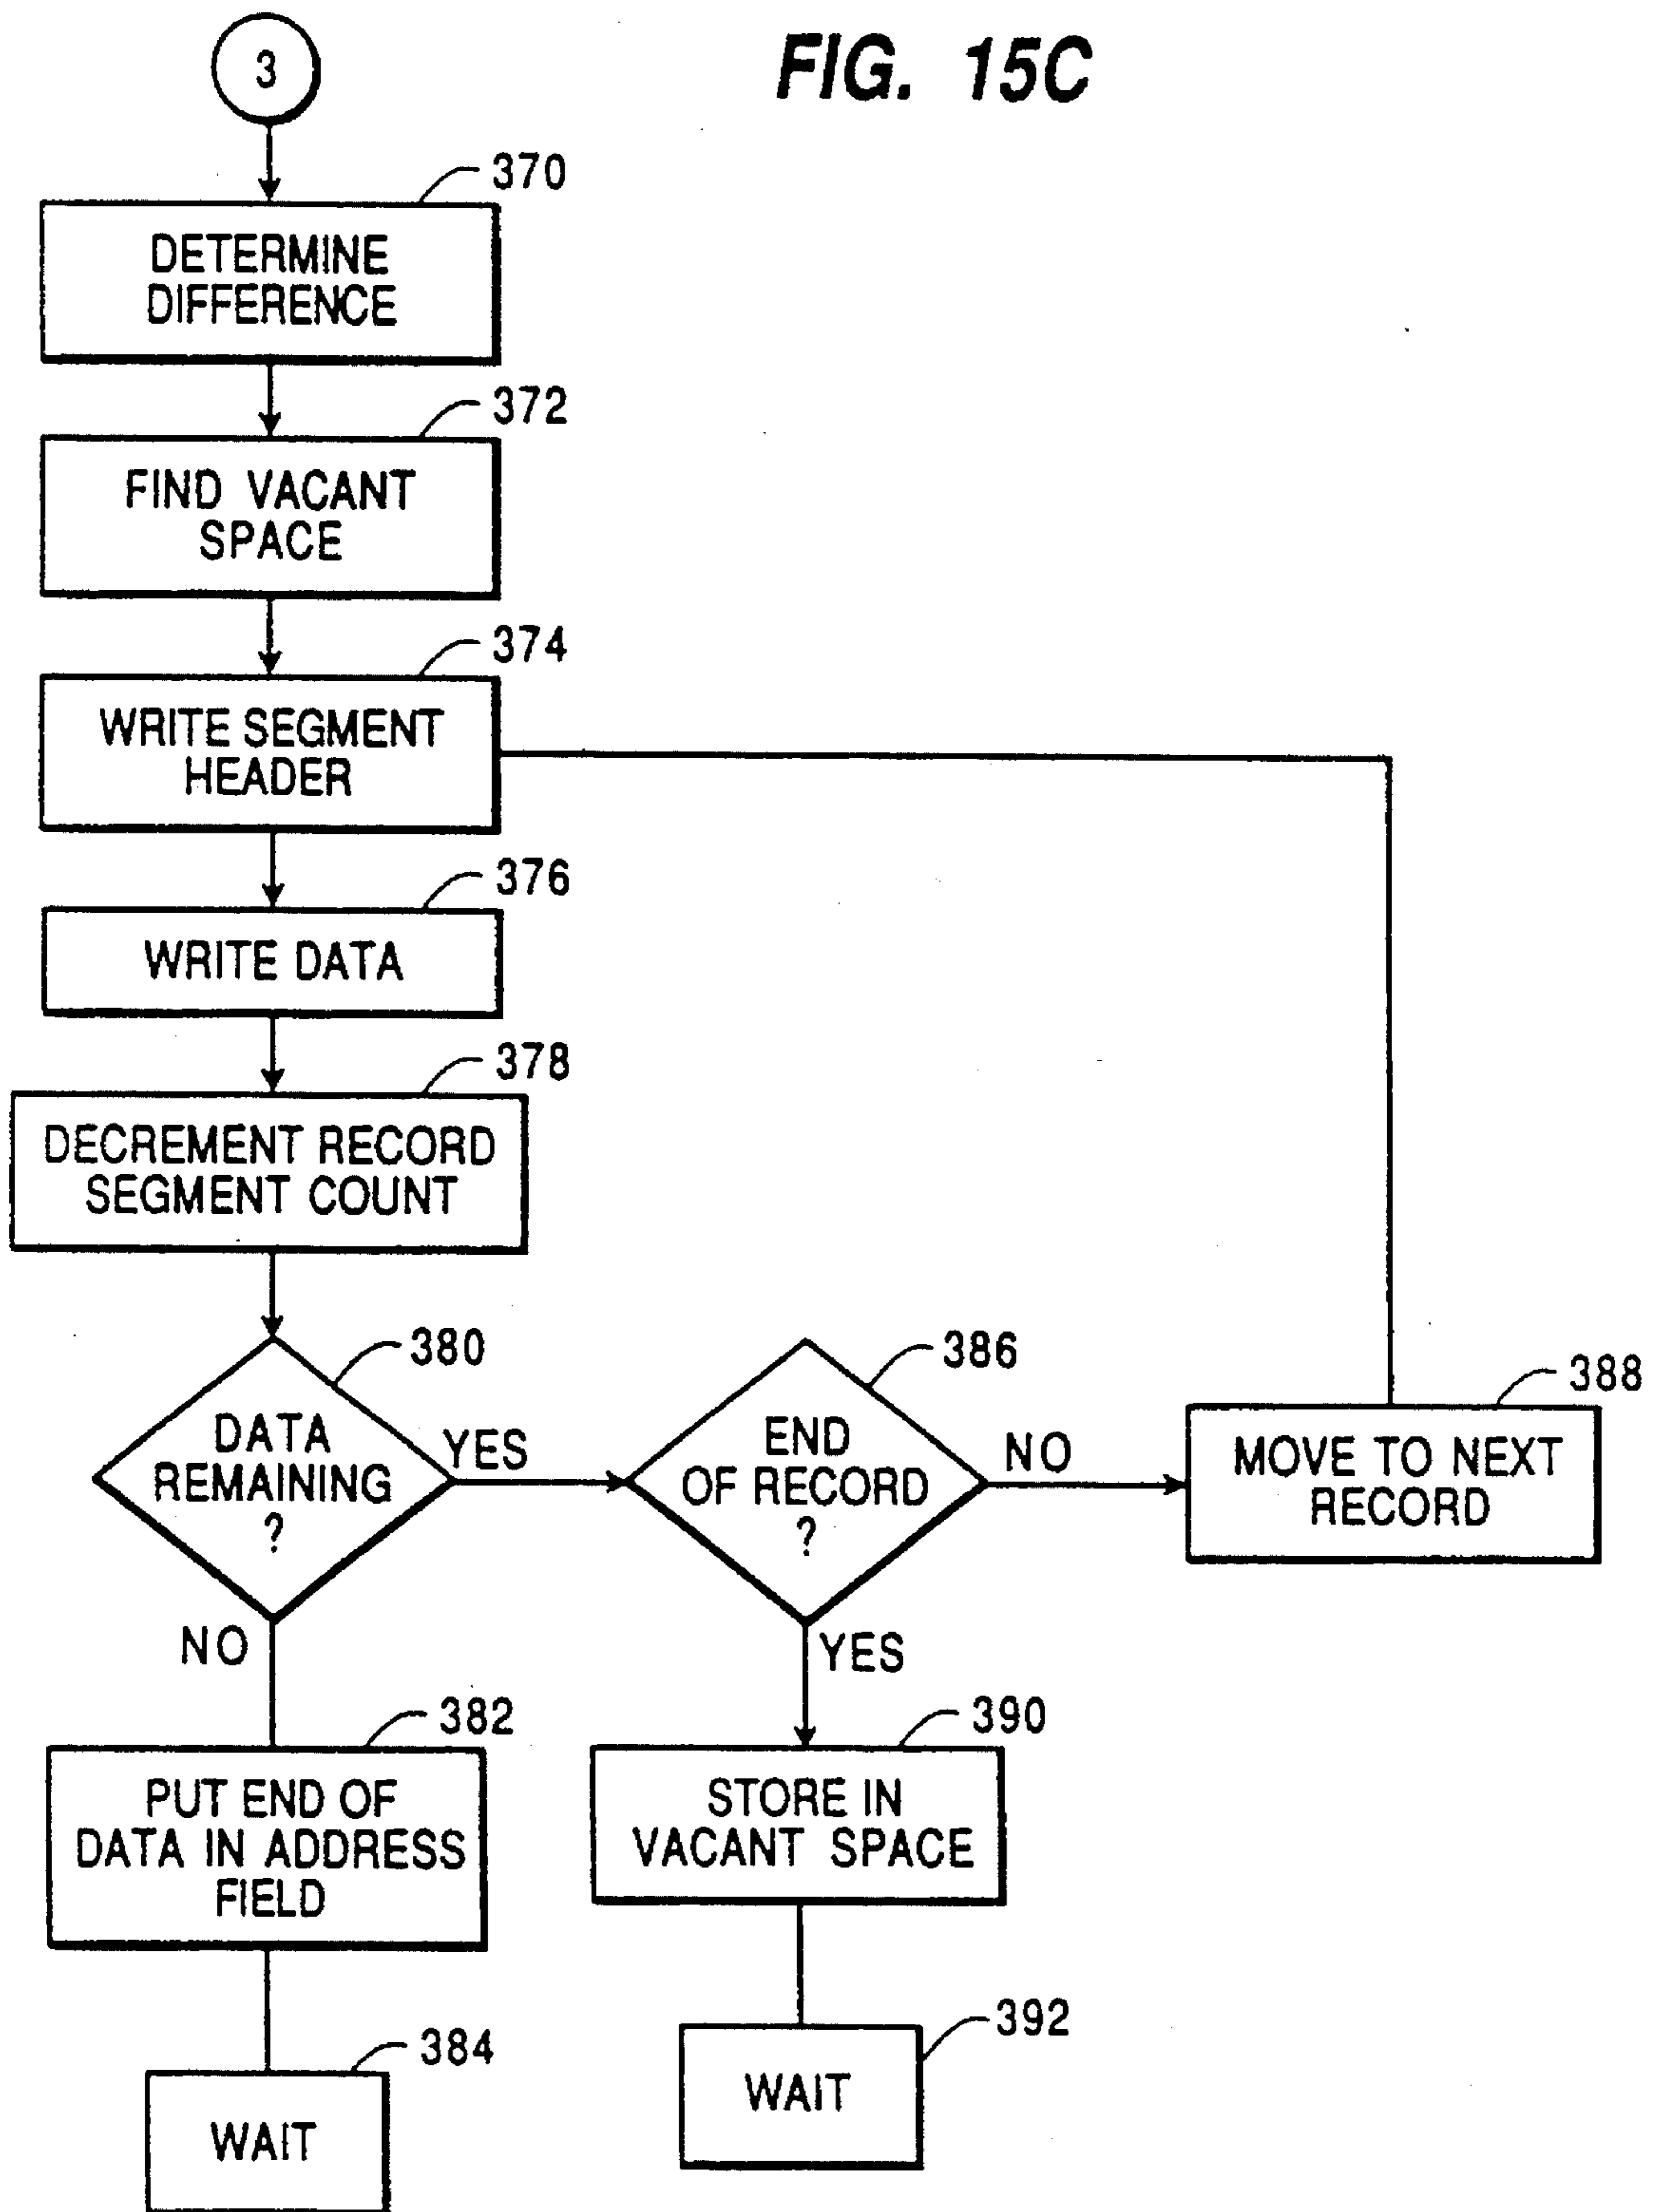 FIG. 15C
3
370
DETERMINE
DIFFERENCE
372
FIND VACANT
SPACE
374
WRITE SEGMENT
HEADER
376
WRITE DATA
378
DECREMENT RECORD
SEGMENT COUNT
380
DATA
REMAINING
?
YES
386
END
OF RECORD
?
NO
388
MOVE TO NEXT
RECORD
NO
YES
382
PUT END OF
DATA IN ADDRESS
FIELD
390
STORE IN
VACANT SPACE
384
WAIT
392
WAIT